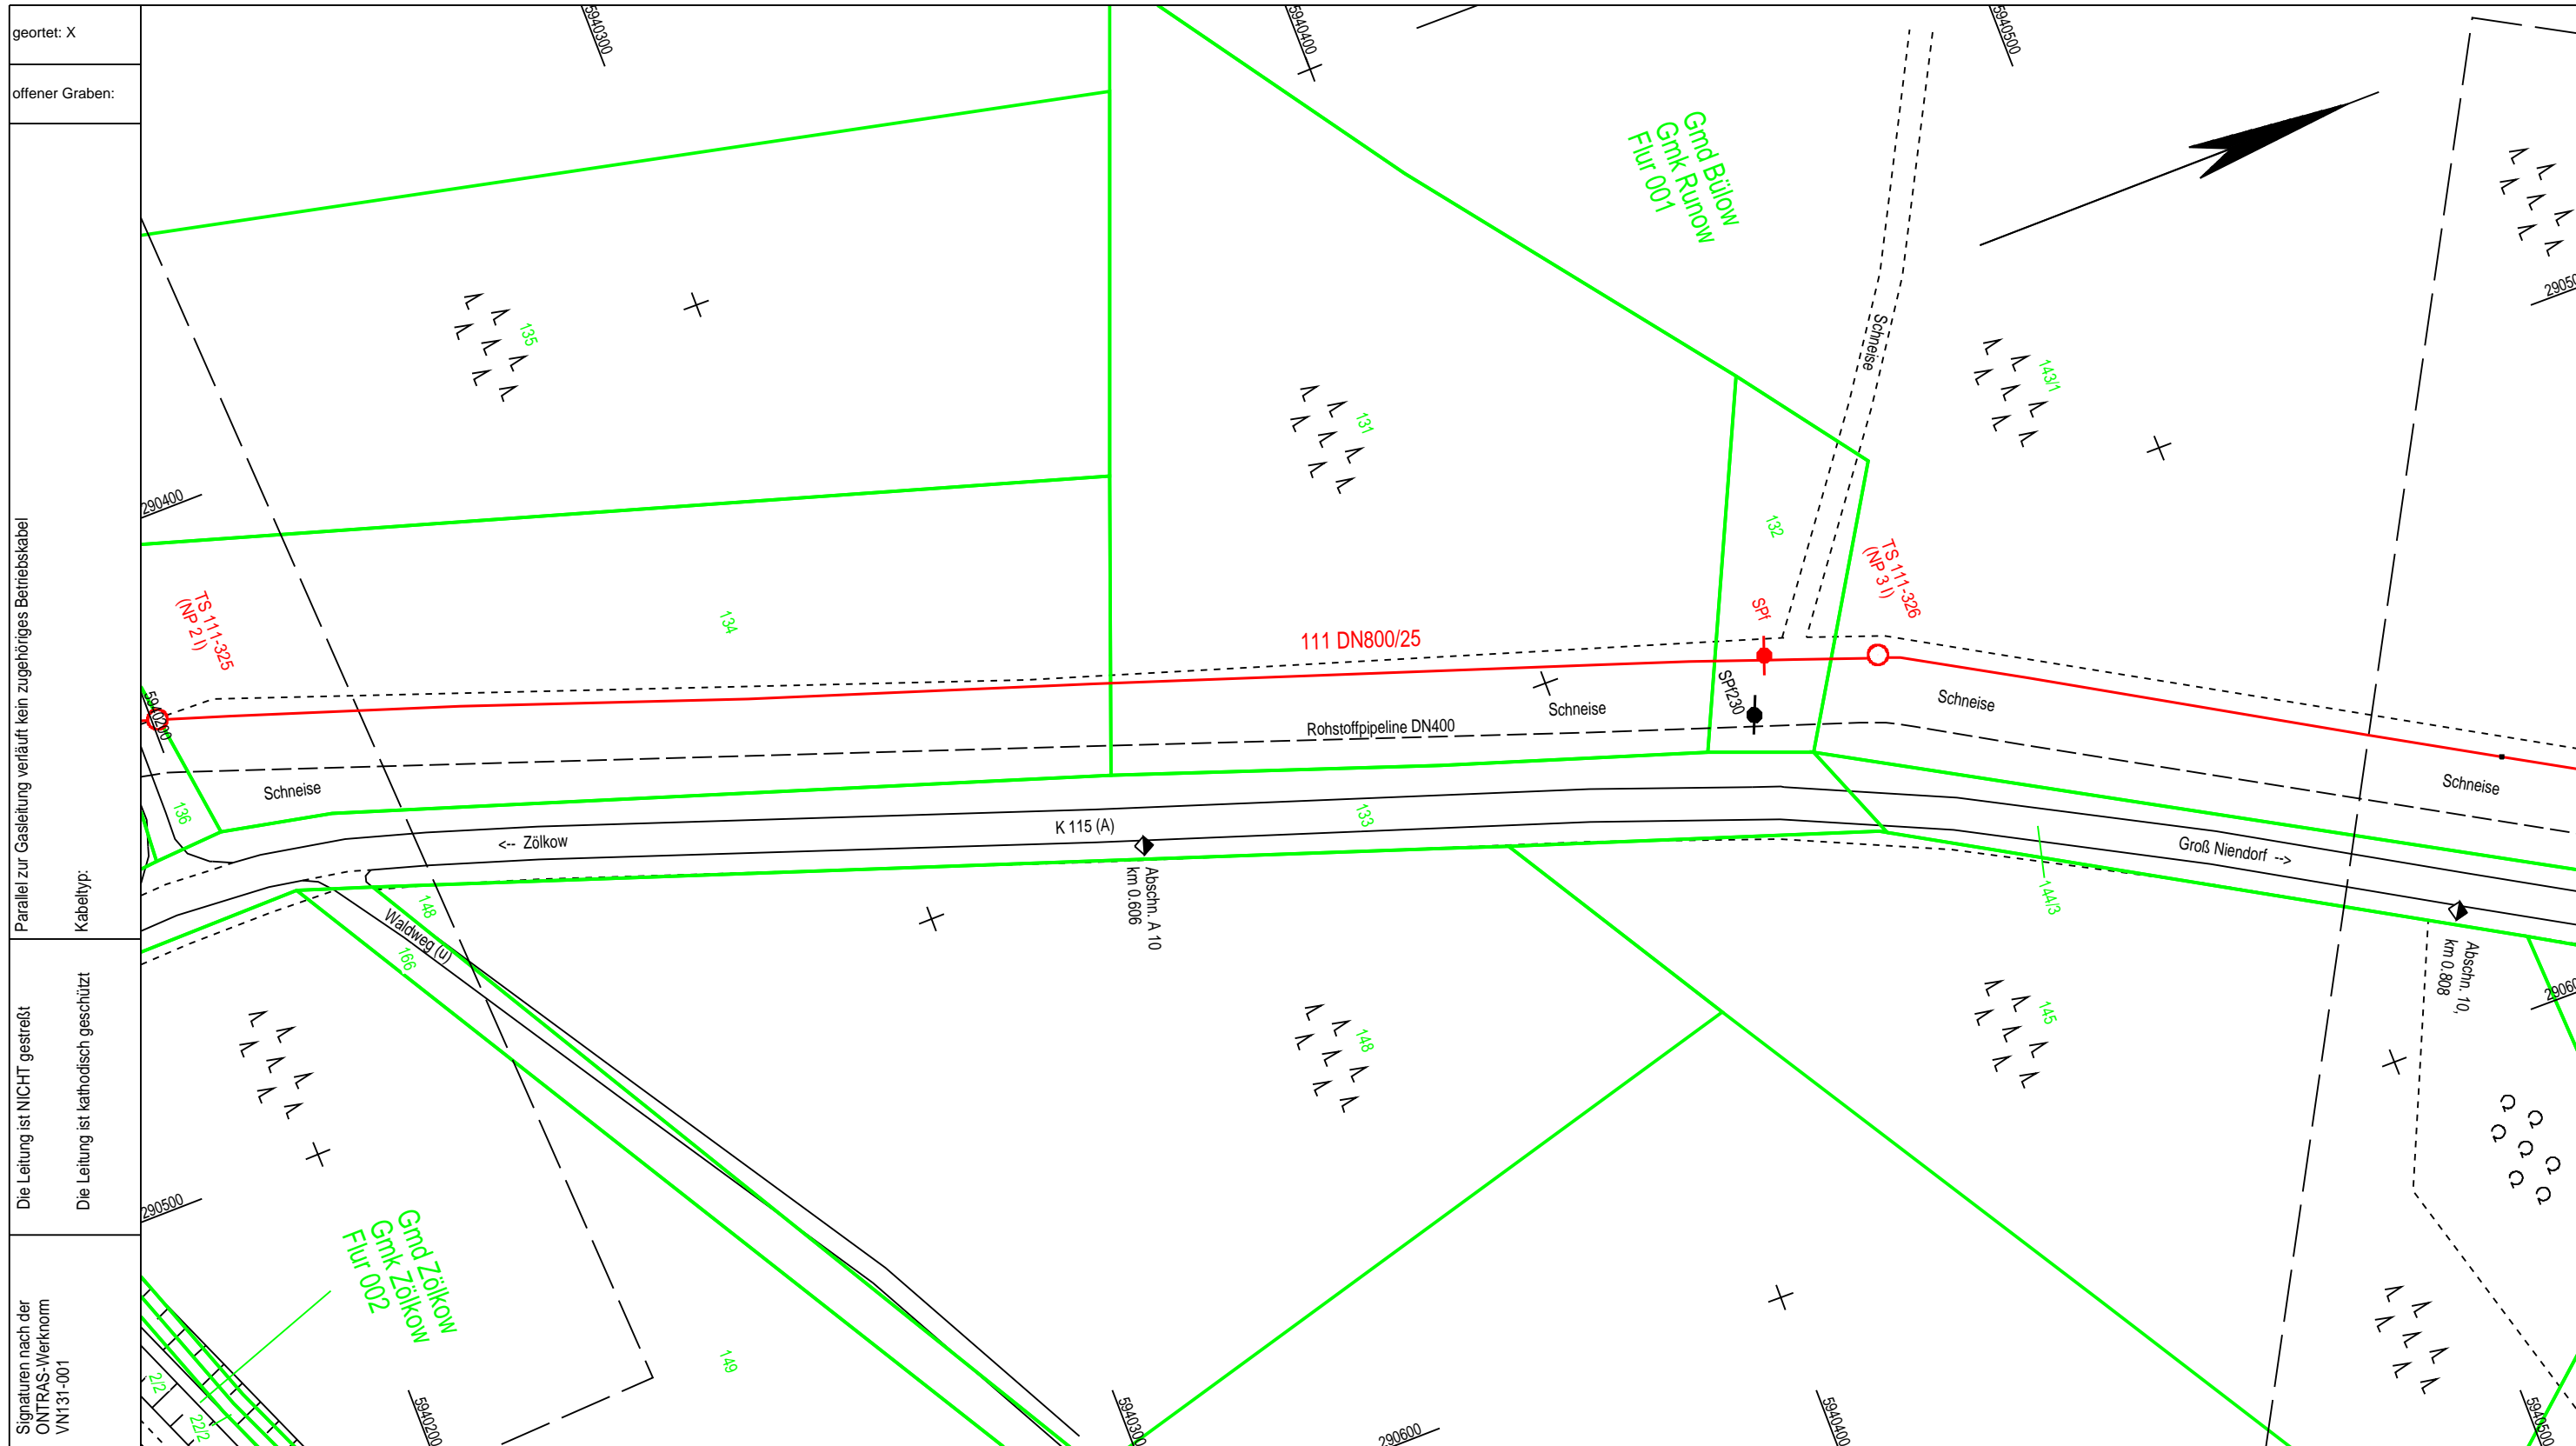 geortet: X
offener Graben:
Parallel zur Gasleitung verläuft kein zugehöriges Betriebskabel
Kabeltyp:
Die Leitung ist NICHT gestreßt
Die Leitung ist kathodisch geschützt
Signaturen nach der
ONTRAS-Werknorm
VN131-001
5940300
5940400
5940500
Gmd Bülow
Gmk Runow
Flur 001
Schneise
135
131
143/1
290400
132
TS 111-325
(NP 2 I)
134
111 DN800/25
SPf
TS 111-326
(NP 3 I)
5940200
SPf230
Schneise
Schneise
Rohstoffpipeline DN400
Schneise
Schneise
136
133
K 115 (A)
<-- Zölkow
Groß Niendorf -->
Abschn. A 10
km 0.606
144/3
148
Waldweg (u)
166
Abschn. 10,
km 0.808
148
145
290500
Gmd Zölkow
Gmk Zölkow
Flur 002
149
2/2
22/2
5940200
5940300
290600
5940400
5940500